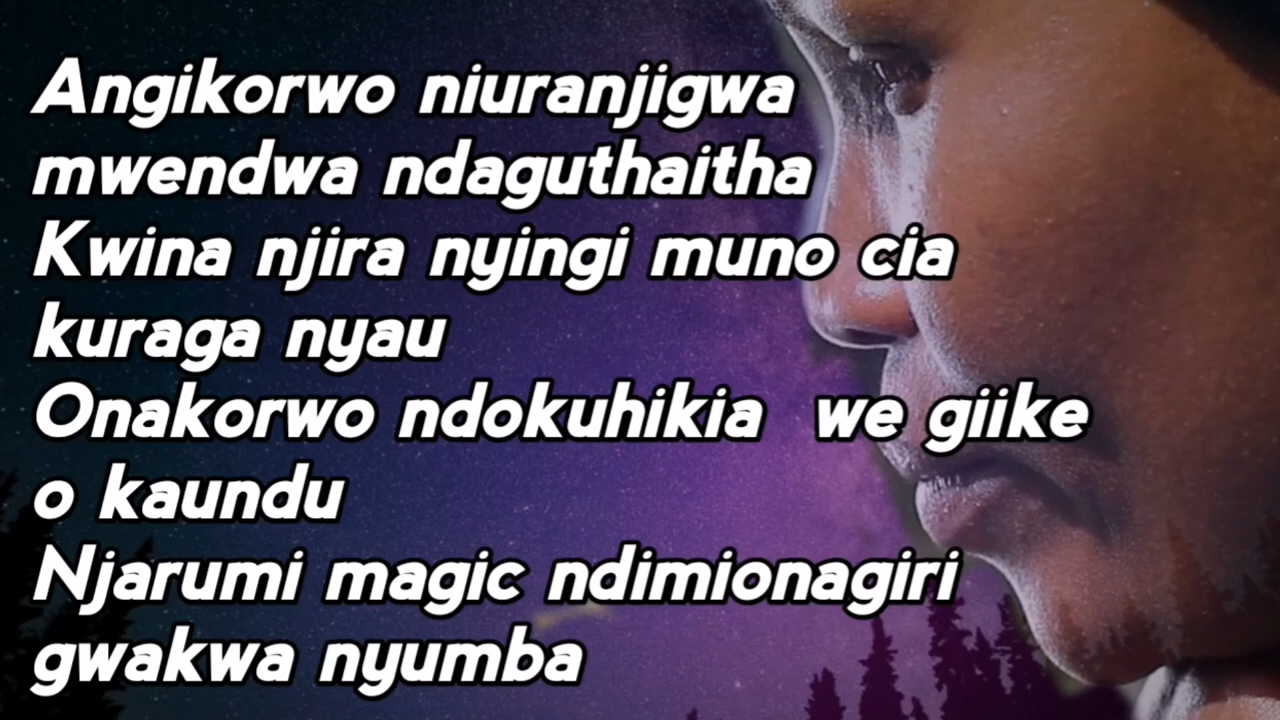 Angikorwo niuranjigwa
mwendwa ndaguthaitha
Kwina njira nyingi muno cia
kuraga nyau
Onakorwo ndokuhikia we giike
o kaundu
Njarumi magic ndimionagiri
gwakwa nyumba